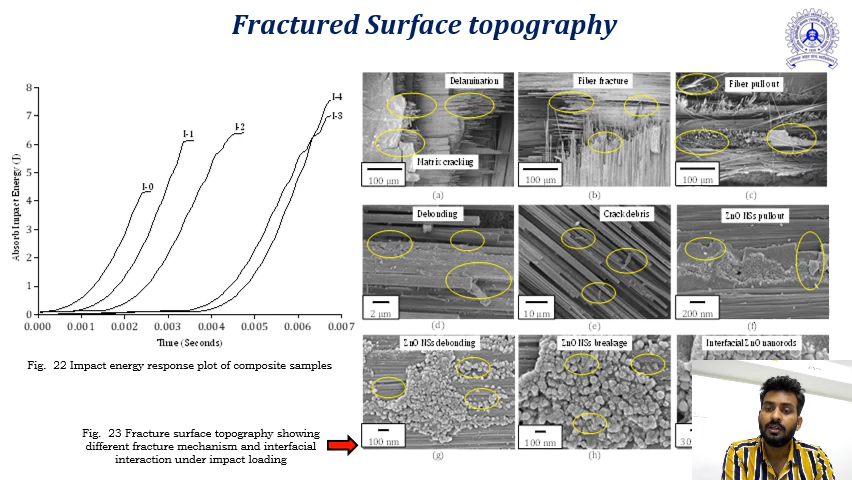 Fractured Surface topography
8
7
6
5
4
3
2
1
0
Absorb Impact Energy (J)
I-0
I-1
I-2
I-4
I-3
0.000 0.001 0.002 0.003 0.004 0.005 0.006 0.007
Time (Seconds)
Fig. 22 Impact energy response plot of composite samples
Delamination
Matrix cracking
100 μm
(a)
Fiber fracture
100 μm
(b)
Fiber pull out
100 μm
(c)
Debonding
2 μm
(d)
Crack debris
10 μm
(e)
ZnO NSs pullout
200 nm
(f)
ZnO NSs debonding
100 nm
(g)
ZnO NSs breakage
100 nm
(h)
Interfacial ZnO nanorods
Fig. 23 Fracture surface topography showing
different fracture mechanism and interfacial
interaction under impact loading